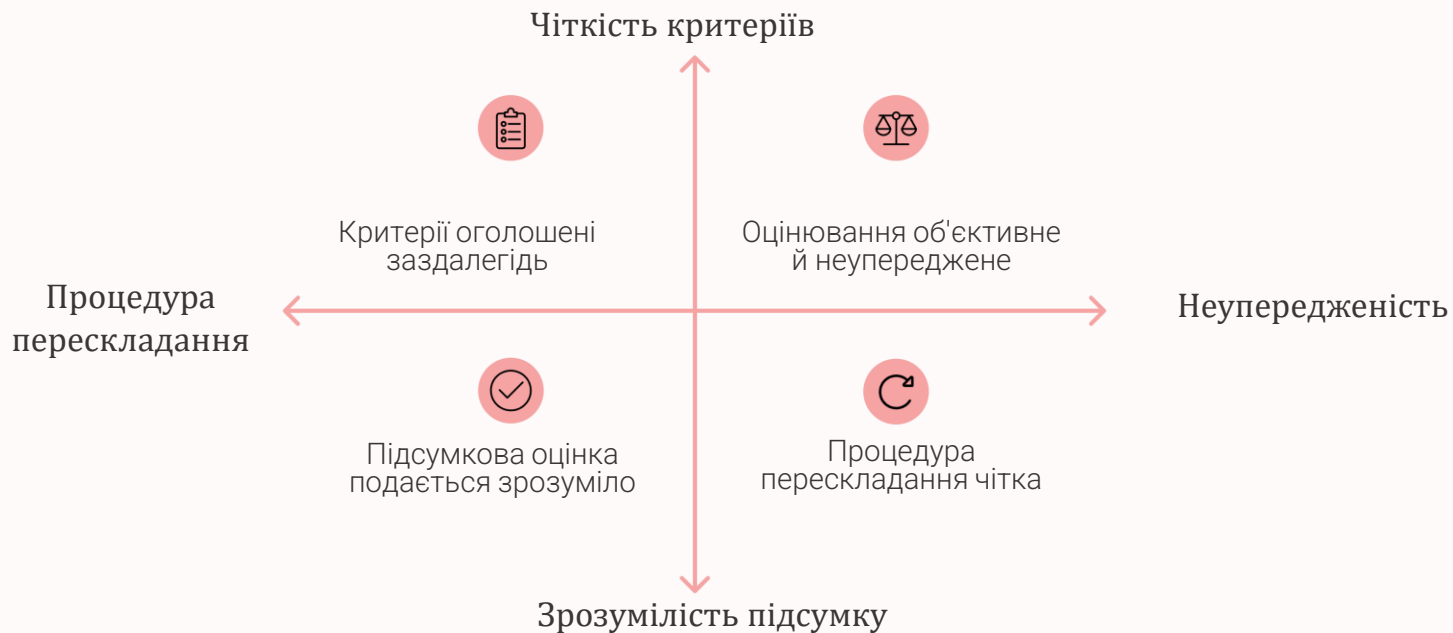 Чіткість критеріїв
Критерії оголошені
заздалегідь
Оцінювання об'єктивне
й неупереджене
Процедура
перескладання
Неупередженість
Підсумкова оцінка
подається зрозуміло
Процедура
перескладання чітка
Зрозумілість підсумку